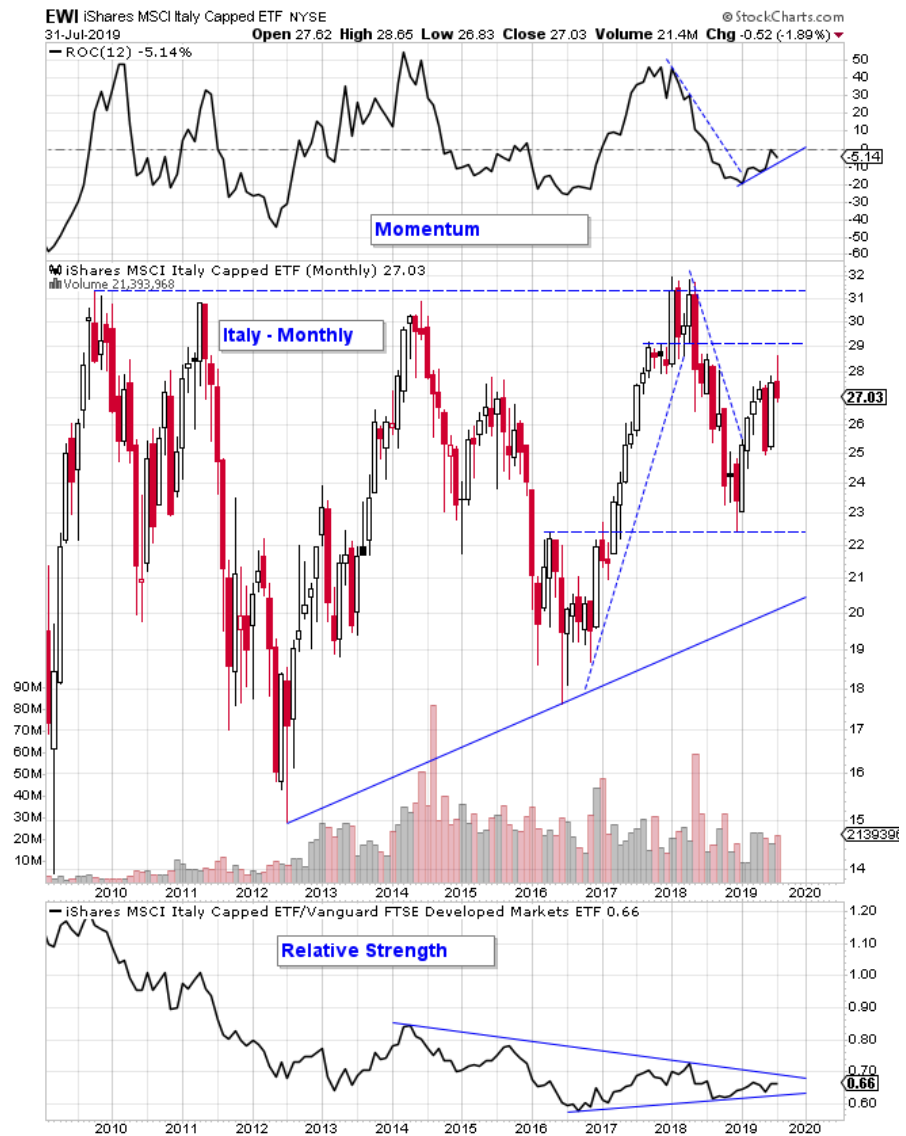 EWI iShares MSCI Italy Capped ETF NYSE © StockCharts.com
31-Jul-2019 Open 27.62 High 28.65 Low 26.83 Close 27.03 Volume 21.4M Chg -0.52 (-1.89%)
ROC(12) -5.14%
50
40
30
20
10
0
-5.14
-10
-20
-30
-40
-50
-60
Momentum
iShares MSCI Italy Capped ETF (Monthly) 27.03
Volume 21,393,968
Italy - Monthly
32
31
30
29
28
27.03
26
25
24
23
22
21
20
19
18
17
16
15
14
90M
80M
70M
60M
50M
40M
30M
20M
10M
2139396
2010 2011 2012 2013 2014 2015 2016 2017 2018 2019 2020
iShares MSCI Italy Capped ETF/Vanguard FTSE Developed Markets ETF 0.66
Relative Strength
1.20
1.10
1.00
0.90
0.80
0.70
0.66
0.60
2010 2011 2012 2013 2014 2015 2016 2017 2018 2019 2020